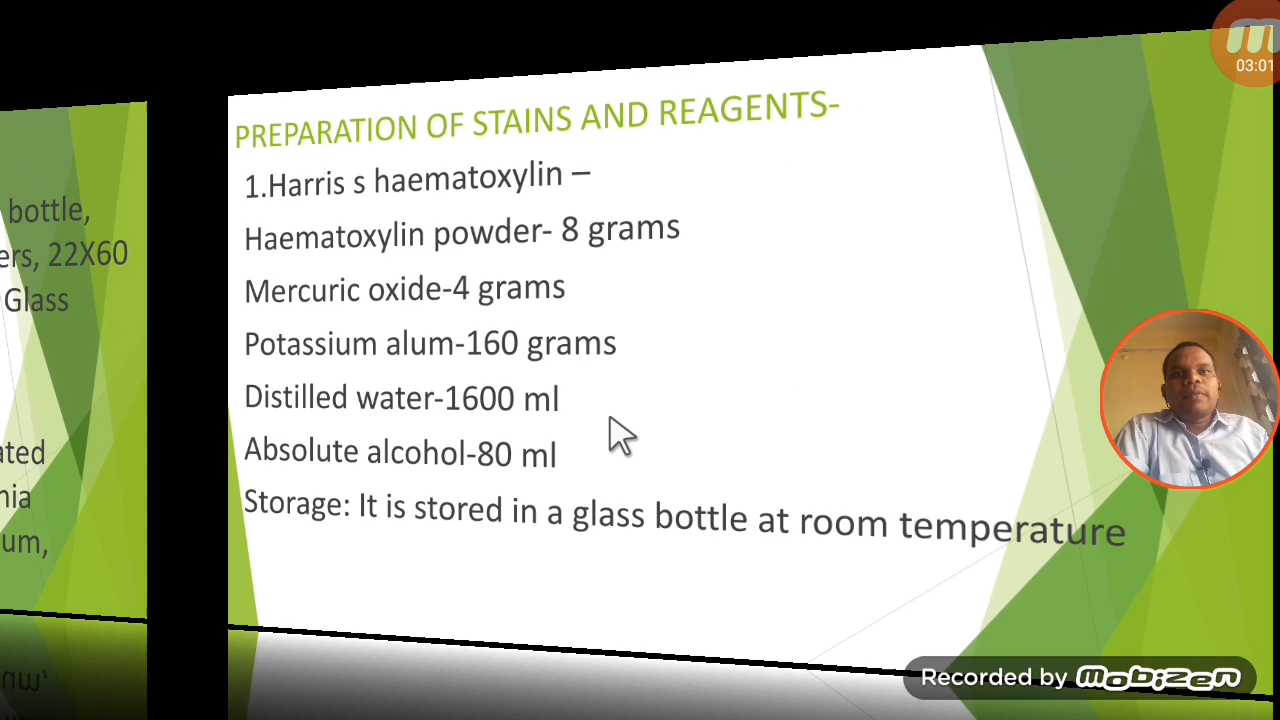 bottle,
ers, 22X60
Glass
ated
nia
um,
PREPARATION OF STAINS AND REAGENTS-
1.Harris s haematoxylin –
Haematoxylin powder- 8 grams
Mercuric oxide-4 grams
Potassium alum-160 grams
Distilled water-1600 ml
Absolute alcohol-80 ml
Storage: It is stored in a glass bottle at room temperature
03:01
Recorded by mobizen